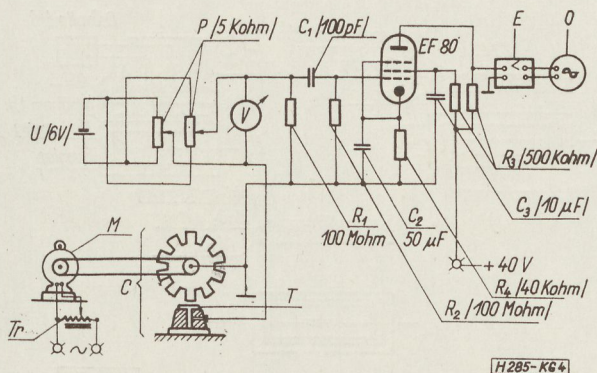 P /5 Kohm/
C1 /100pF/
EF 80
E
O
U /6V/
V
R1
100 Mohm
C2
50 µF
R3 /500 Kohm/
C3 /10 µF/
+ 40 V
R4 /40 Kohm/
R2 /100 Mohm/
M
C
T
Tr
H285-KG4